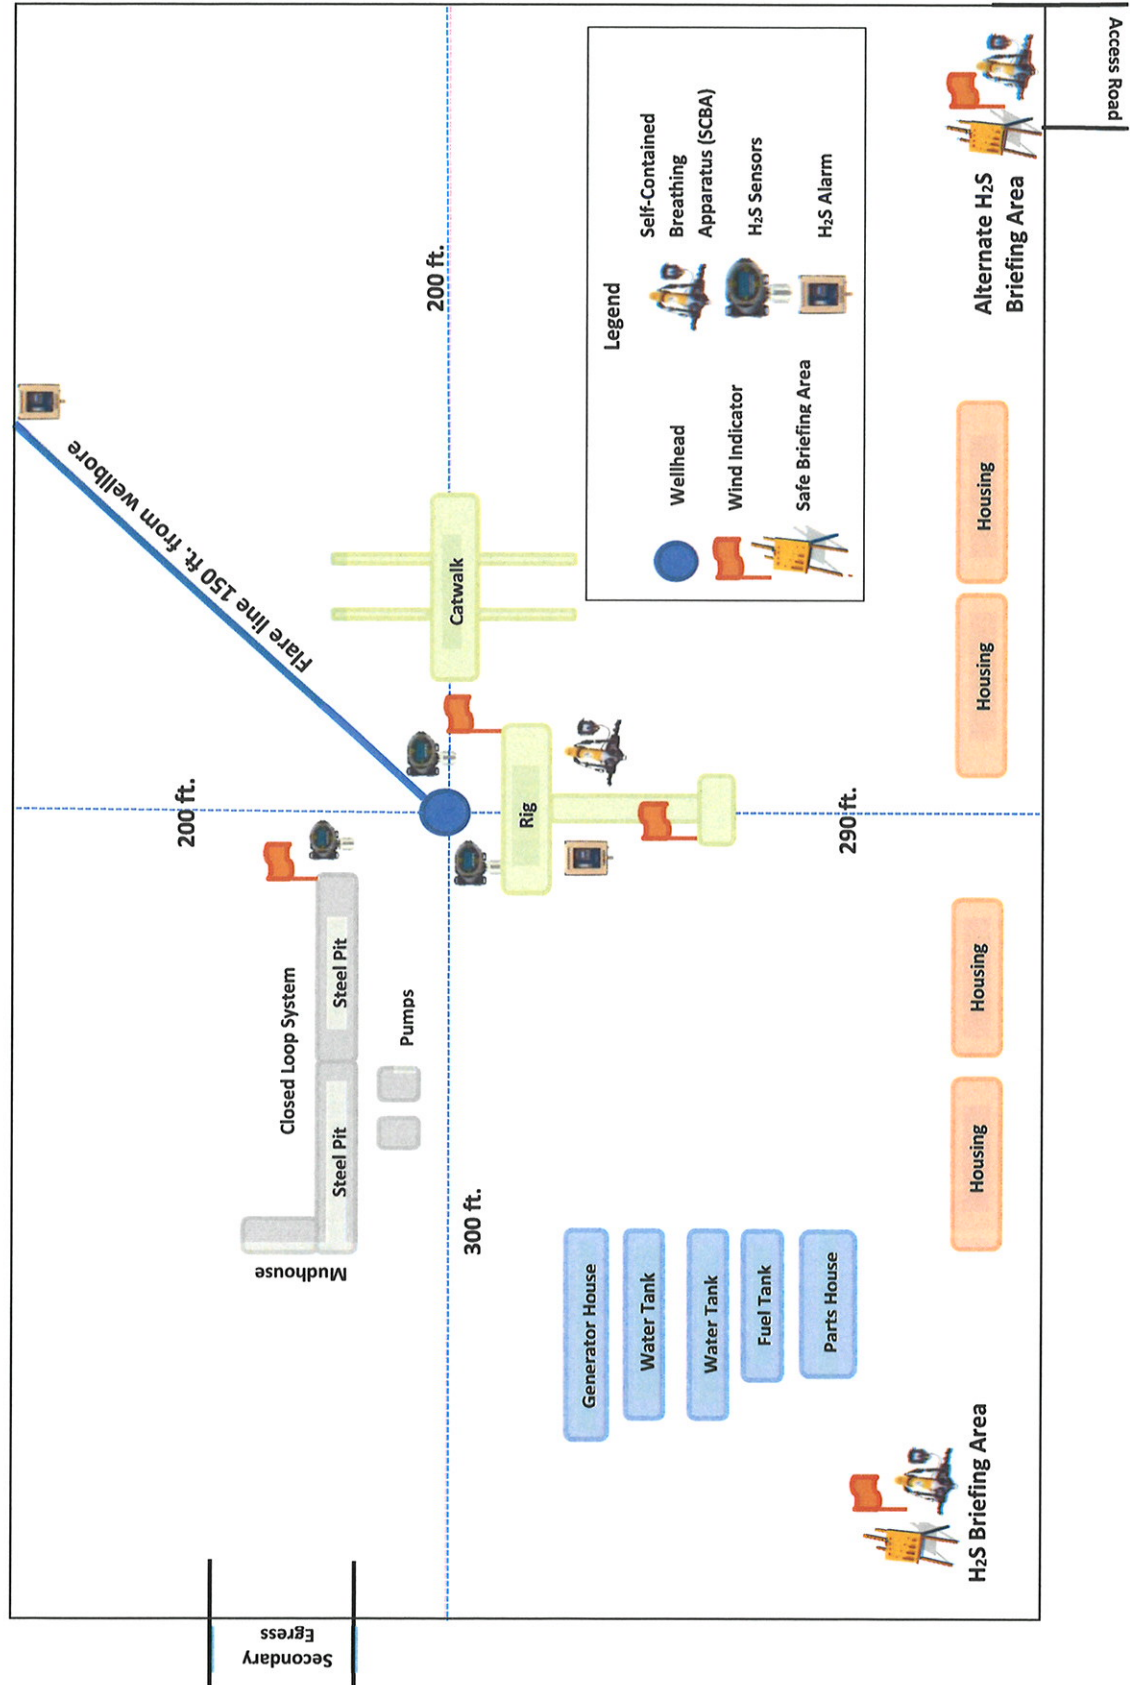 Access Road
Alternate H₂S
Briefing Area
Legend
Self-Contained
Breathing
Apparatus (SCBA)
H₂S Sensors
H₂S Alarm
Wellhead
Wind Indicator
Safe Briefing Area
200 ft.
Flare line 150 ft. from wellbore
Catwalk
Housing
Housing
200 ft.
Rig
290 ft.
Closed Loop System
Steel Pit
Steel Pit
Pumps
Mudhouse
300 ft.
Housing
Housing
Generator House
Water Tank
Water Tank
Fuel Tank
Parts House
H₂S Briefing Area
Secondary
Egress